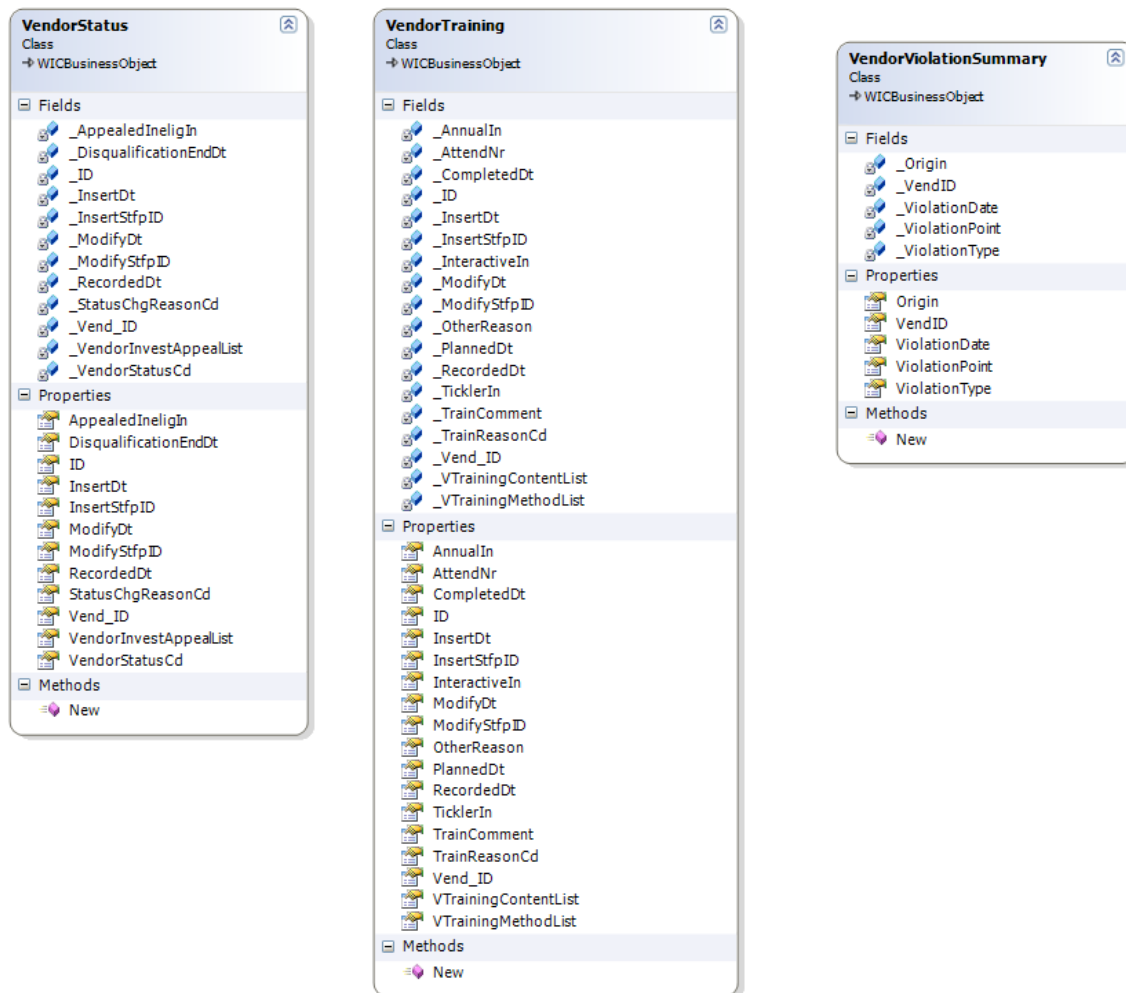 VendorStatus
Class
WICBusinessObject
Fields
_AppealedIneligIn
_DisqualificationEndDt
_ID
_InsertDt
_InsertStfpID
_ModifyDt
_ModifyStfpID
_RecordedDt
_StatusChgReasonCd
_Vend_ID
_VendorInvestAppealList
_VendorStatusCd
Properties
AppealedIneligIn
DisqualificationEndDt
ID
InsertDt
InsertStfpID
ModifyDt
ModifyStfpID
RecordedDt
StatusChgReasonCd
Vend_ID
VendorInvestAppealList
VendorStatusCd
Methods
New
VendorTraining
Class
WICBusinessObject
Fields
_AnnualIn
_AttendNr
_CompletedDt
_ID
_InsertDt
_InsertStfpID
_InteractiveIn
_ModifyDt
_ModifyStfpID
_OtherReason
_PlannedDt
_RecordedDt
_TicklerIn
_TrainComment
_TrainReasonCd
_Vend_ID
_VTrainingContentList
_VTrainingMethodList
Properties
AnnualIn
AttendNr
CompletedDt
ID
InsertDt
InsertStfpID
InteractiveIn
ModifyDt
ModifyStfpID
OtherReason
PlannedDt
RecordedDt
TicklerIn
TrainComment
TrainReasonCd
Vend_ID
VTrainingContentList
VTrainingMethodList
Methods
New
VendorViolationSummary
Class
WICBusinessObject
Fields
_Origin
_VendID
_ViolationDate
_ViolationPoint
_ViolationType
Properties
Origin
VendID
ViolationDate
ViolationPoint
ViolationType
Methods
New